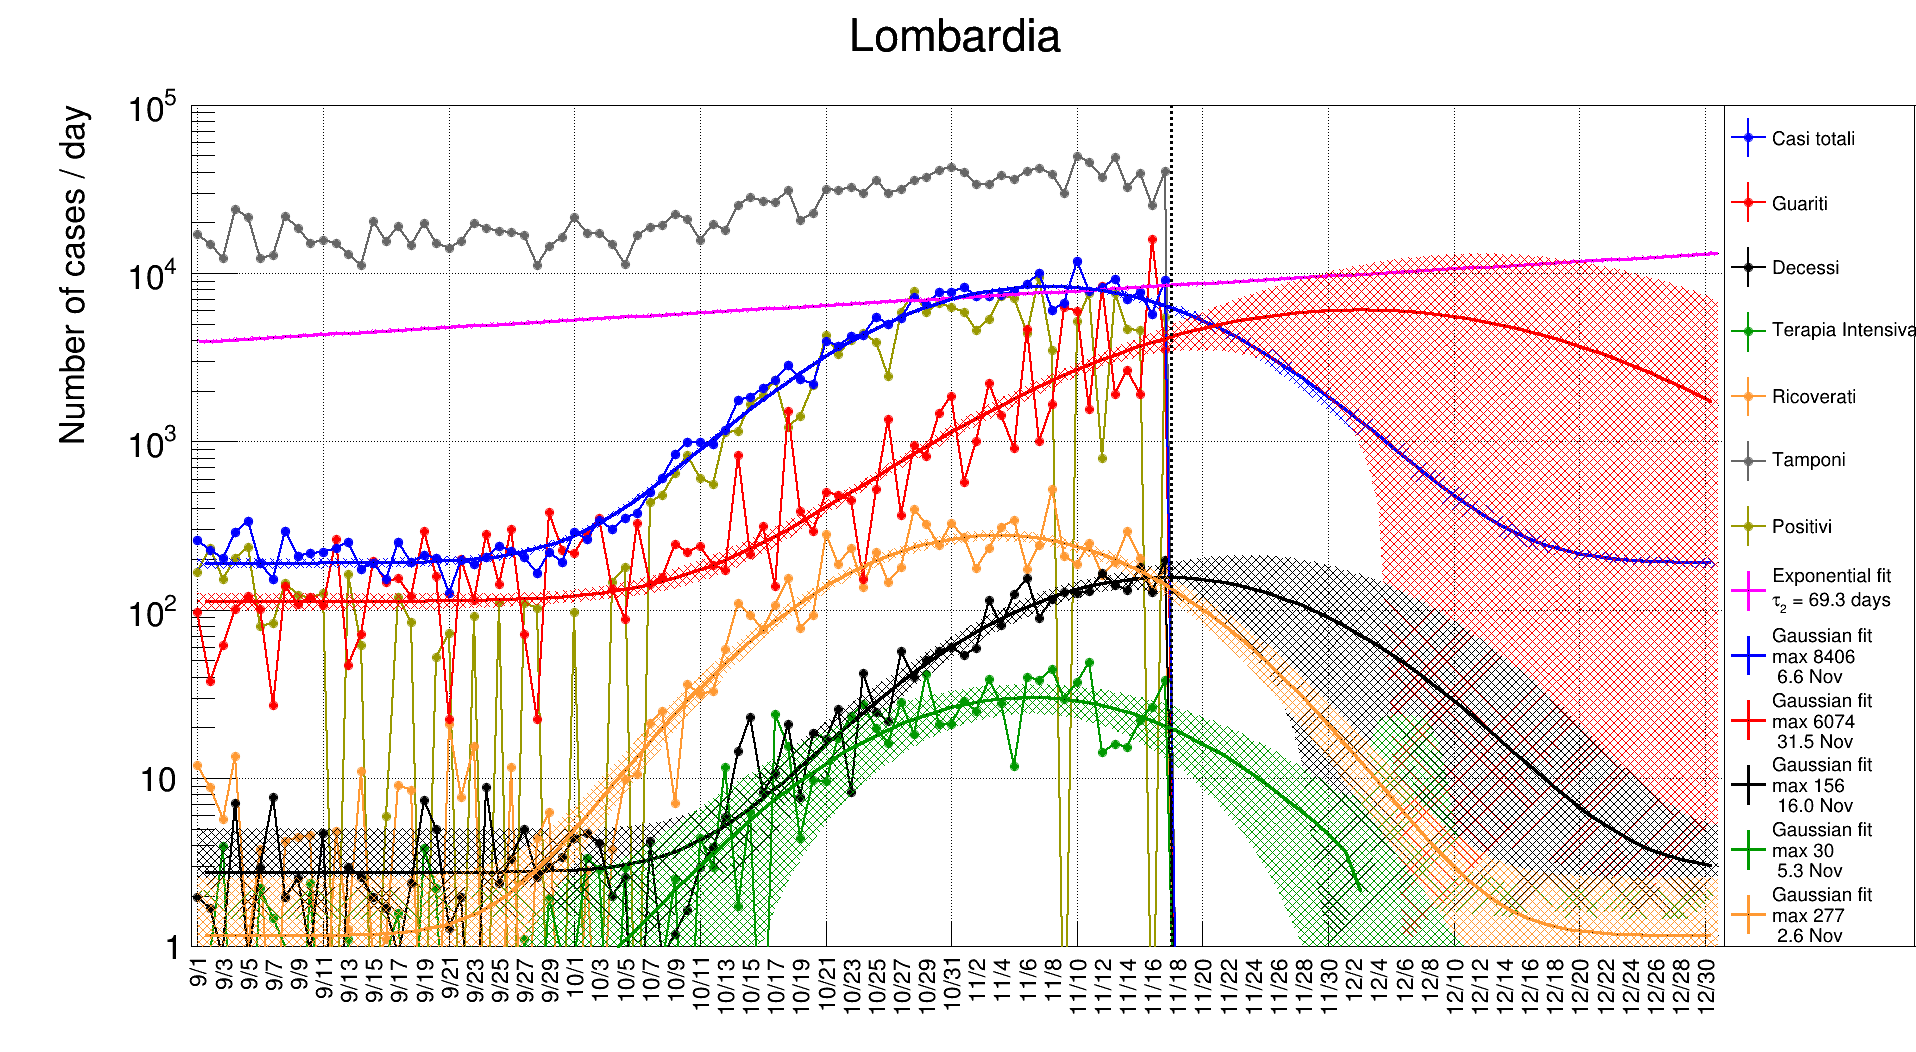 Lombardia
Number of cases / day
10^5
10^4
10^3
10^2
10
1
9/1
9/3
9/5
9/7
9/9
9/11
9/13
9/15
9/17
9/19
9/21
9/23
9/25
9/27
9/29
10/1
10/3
10/5
10/7
10/9
10/11
10/13
10/15
10/17
10/19
10/21
10/23
10/25
10/27
10/29
10/31
11/2
11/4
11/6
11/8
11/10
11/12
11/14
11/16
11/18
11/20
11/22
11/24
11/26
11/28
11/30
12/2
12/4
12/6
12/8
12/10
12/12
12/14
12/16
12/18
12/20
12/22
12/24
12/26
12/28
12/30
Casi totali
Guariti
Decessi
Terapia Intensiva
Ricoverati
Tamponi
Positivi
Exponential fit
τ2 = 69.3 days
Gaussian fit
max 8406
6.6 Nov
Gaussian fit
max 6074
31.5 Nov
Gaussian fit
max 156
16.0 Nov
Gaussian fit
max 30
5.3 Nov
Gaussian fit
max 277
2.6 Nov